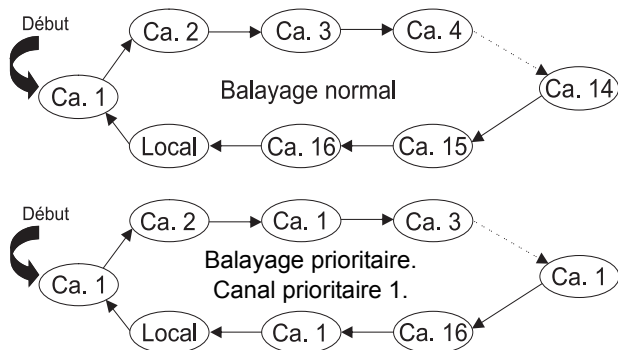 Début
Ca. 2
Ca. 3
Ca. 4
Ca. 1
Balayage normal
Ca. 14
Local
Ca. 16
Ca. 15
Début
Ca. 2
Ca. 1
Ca. 3
Ca. 1
Balayage prioritaire.
Canal prioritaire 1.
Ca. 1
Local
Ca. 1
Ca. 16